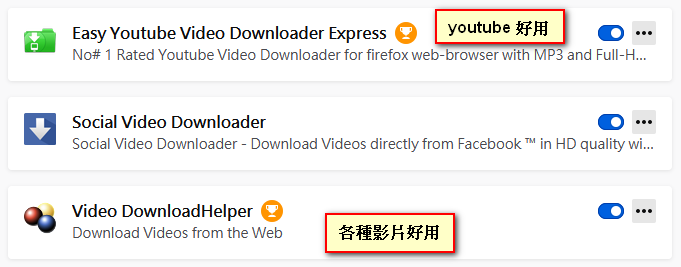 Easy Youtube Video Downloader Express
youtube 好用
No# 1 Rated Youtube Video Downloader for firefox web-browser with MP3 and Full-H...
Social Video Downloader
Social Video Downloader - Download Videos directly from Facebook ™ in HD quality wi...
Video DownloadHelper
Download Videos from the Web
各種影片好用